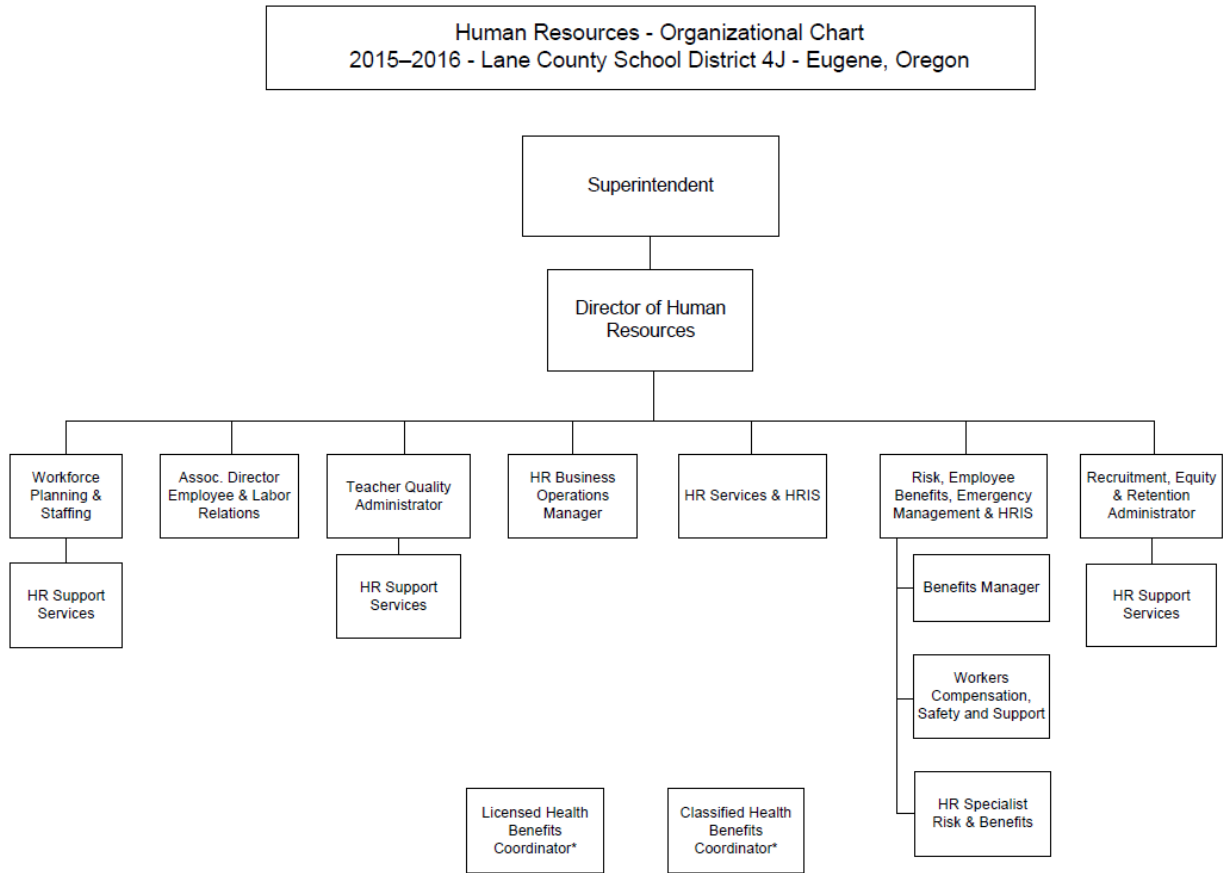 Human Resources - Organizational Chart
2015–2016 - Lane County School District 4J - Eugene, Oregon
Superintendent
Director of Human
Resources
Workforce
Planning &
Staffing
Assoc. Director
Employee & Labor
Relations
Teacher Quality
Administrator
HR Business
Operations
Manager
HR Services & HRIS
Risk, Employee
Benefits, Emergency
Management & HRIS
Recruitment, Equity
& Retention
Administrator
HR Support
Services
HR Support
Services
Benefits Manager
HR Support
Services
Workers
Compensation,
Safety and Support
Licensed Health
Benefits
Coordinator*
Classified Health
Benefits
Coordinator*
HR Specialist
Risk & Benefits